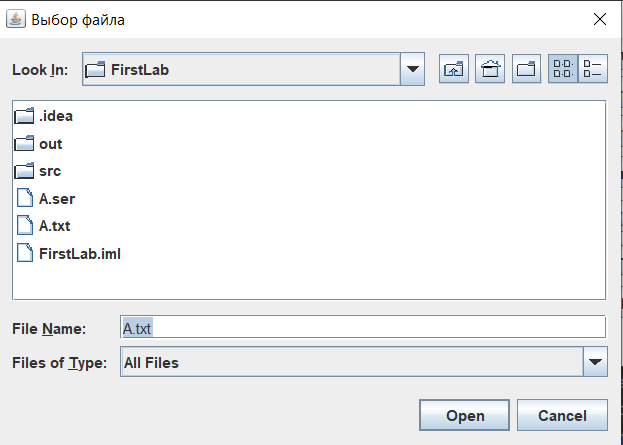 Выбор файла
Look In: FirstLab
.idea
out
src
A.ser
A.txt
FirstLab.iml
File Name: A.txt
Files of Type: All Files
Open Cancel